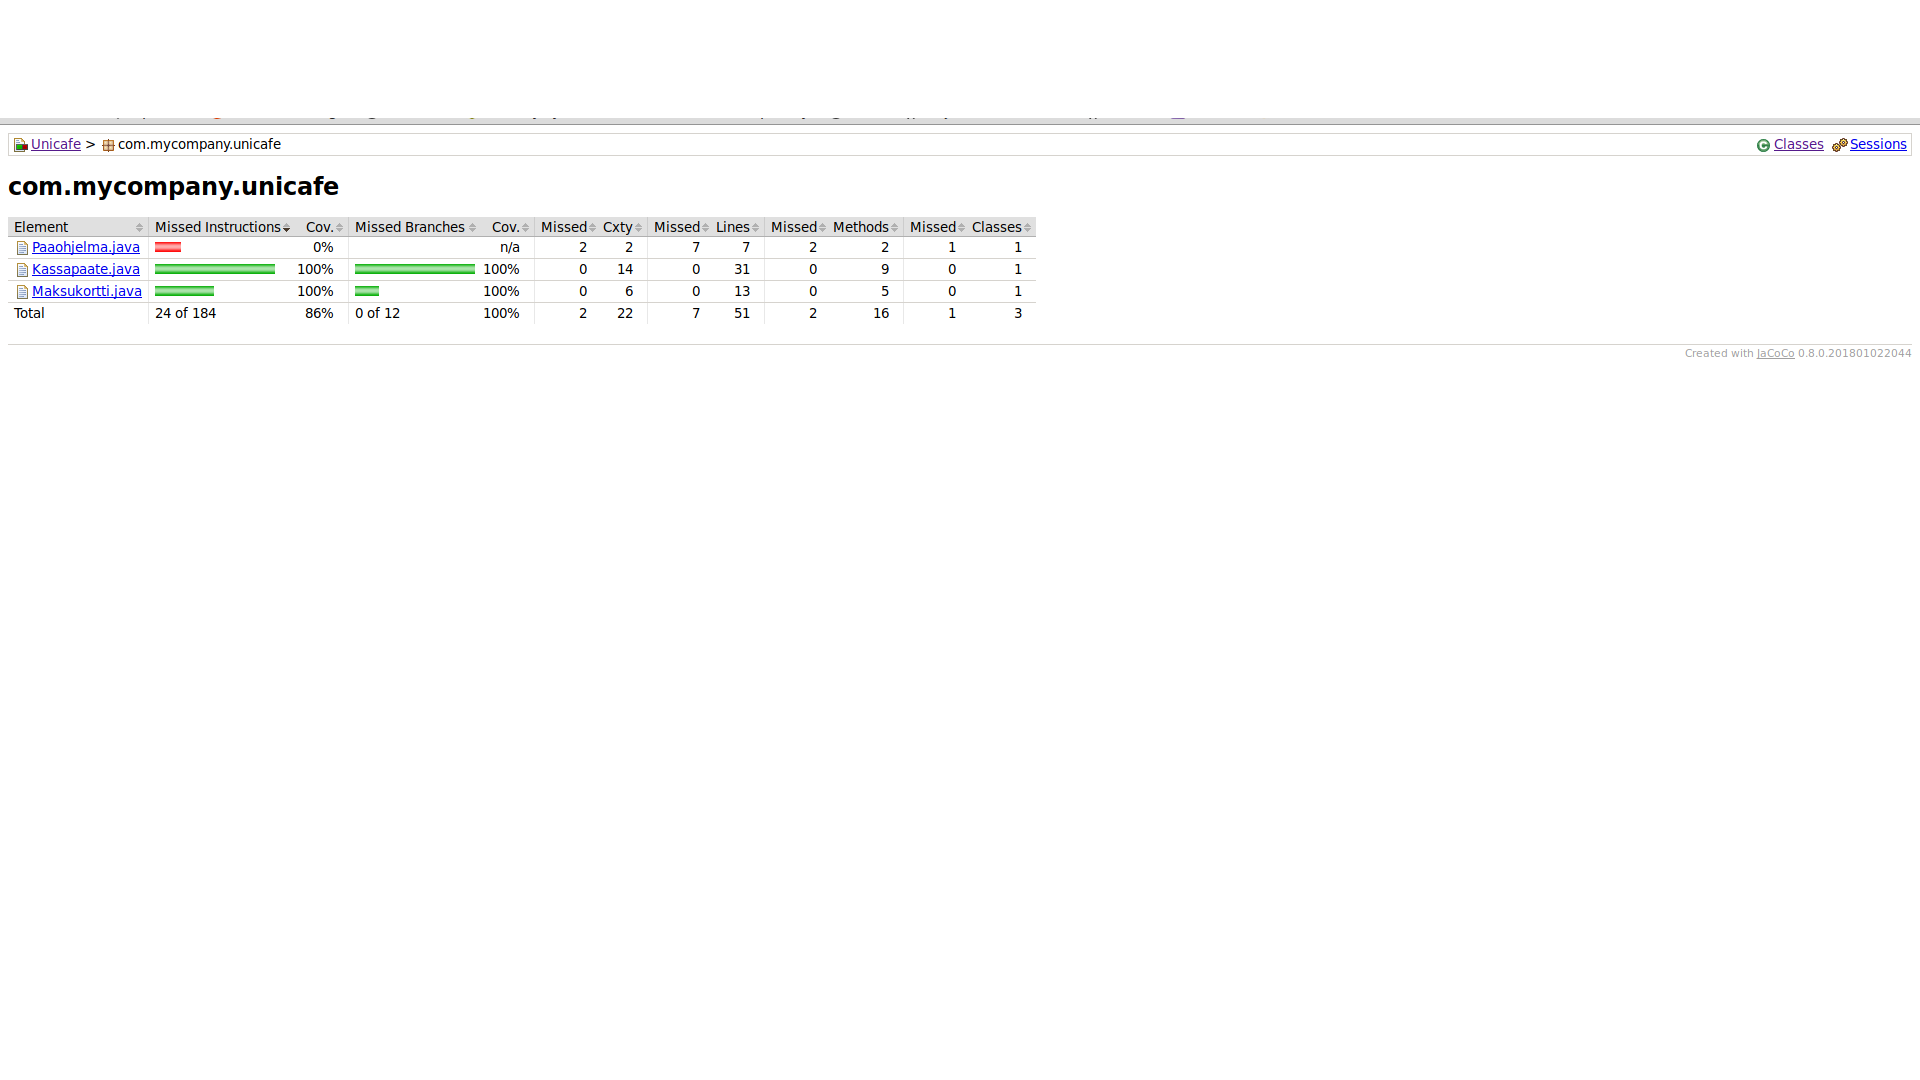 Unicafe > com.mycompany.unicafe Classes Sessions
com.mycompany.unicafe
Element Missed Instructions Cov. Missed Branches Cov. Missed Cxty Missed Lines Missed Methods Missed Classes
Paaohjelma.java 0% n/a 2 2 7 7 2 2 1 1
Kassapaate.java 100% 100% 0 14 0 31 0 9 0 1
Maksukortti.java 100% 100% 0 6 0 13 0 5 0 1
Total 24 of 184 86% 0 of 12 100% 2 22 7 51 2 16 1 3
Created with JaCoCo 0.8.0.201801022044